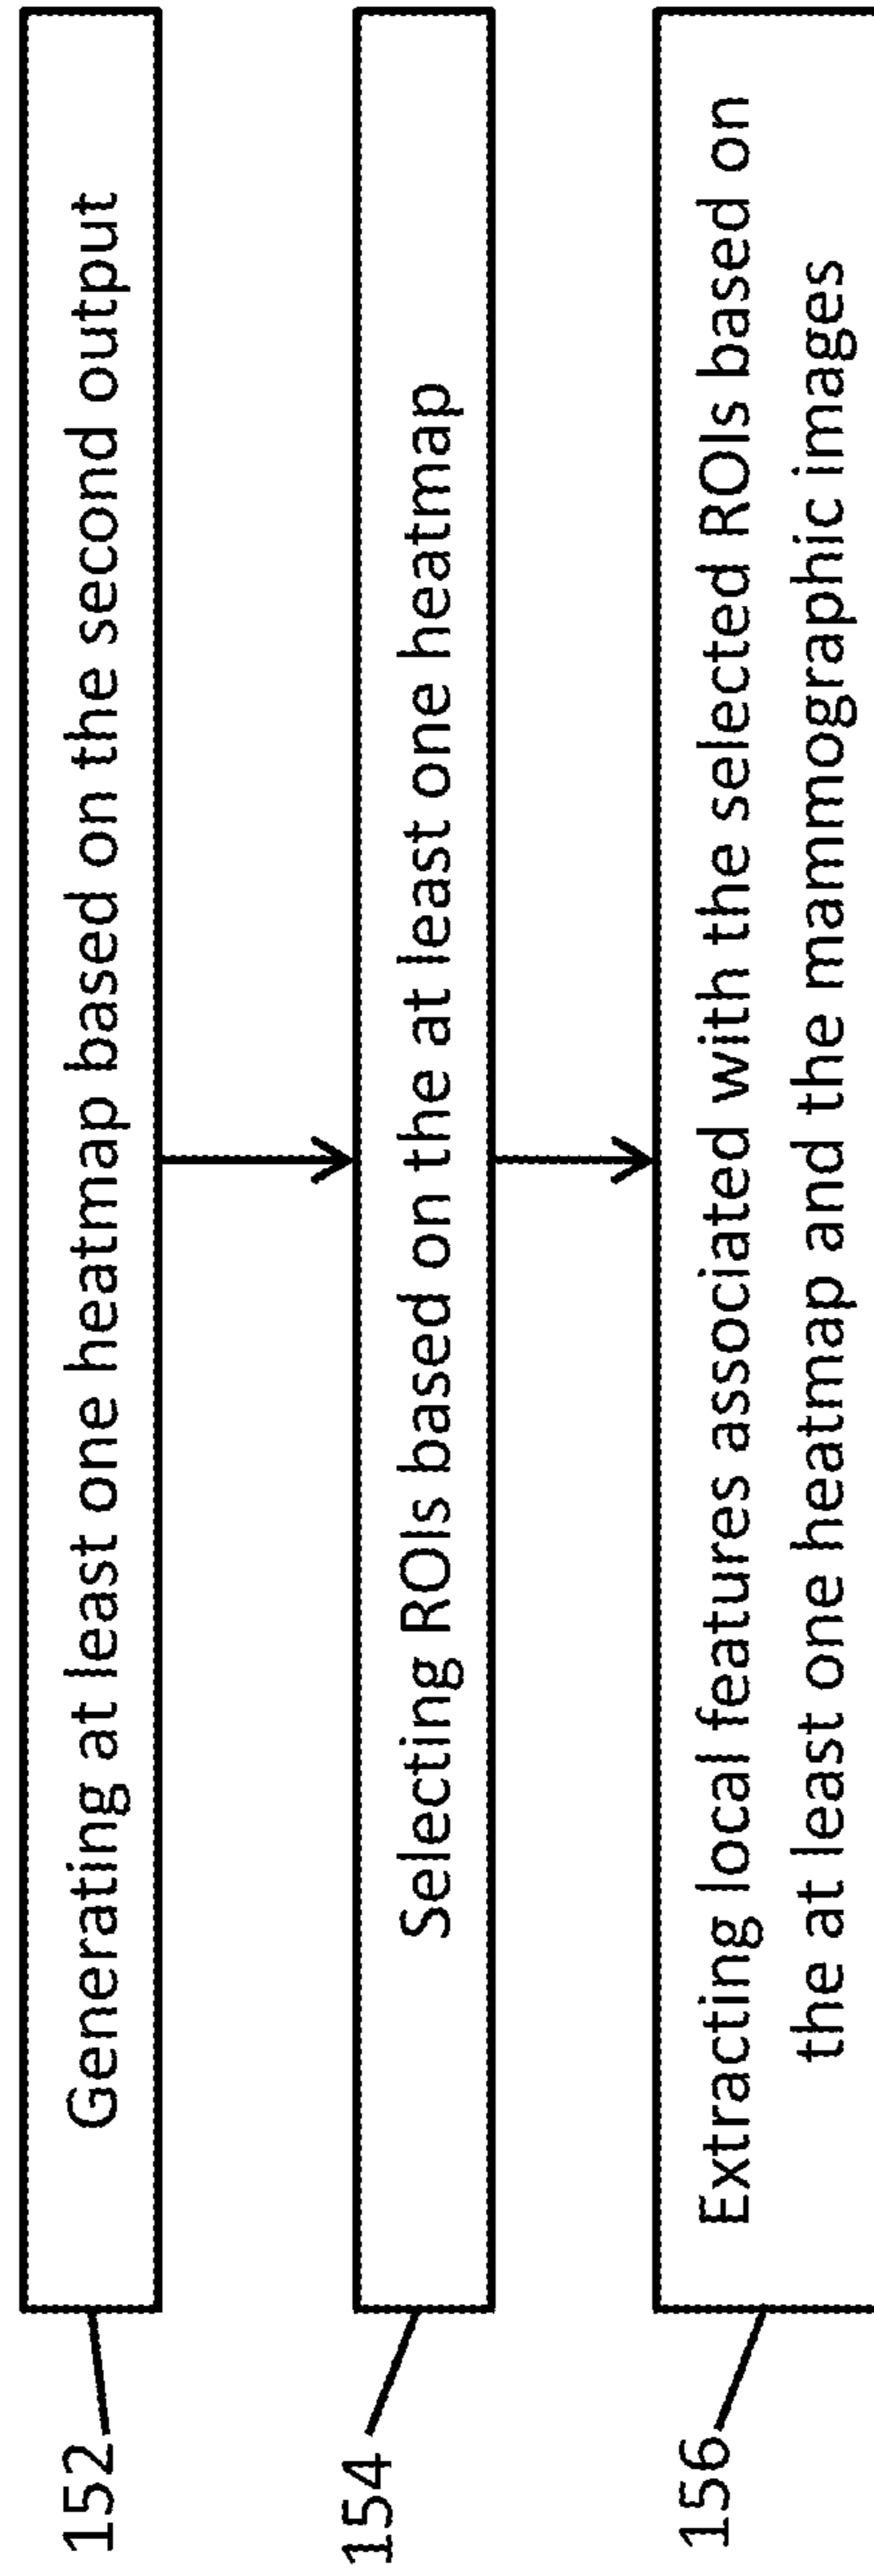 152
Generating at least one heatmap based on the second output
154
Selecting ROIs based on the at least one heatmap
156
Extracting local features associated with the selected ROIs based on
the at least one heatmap and the mammographic images